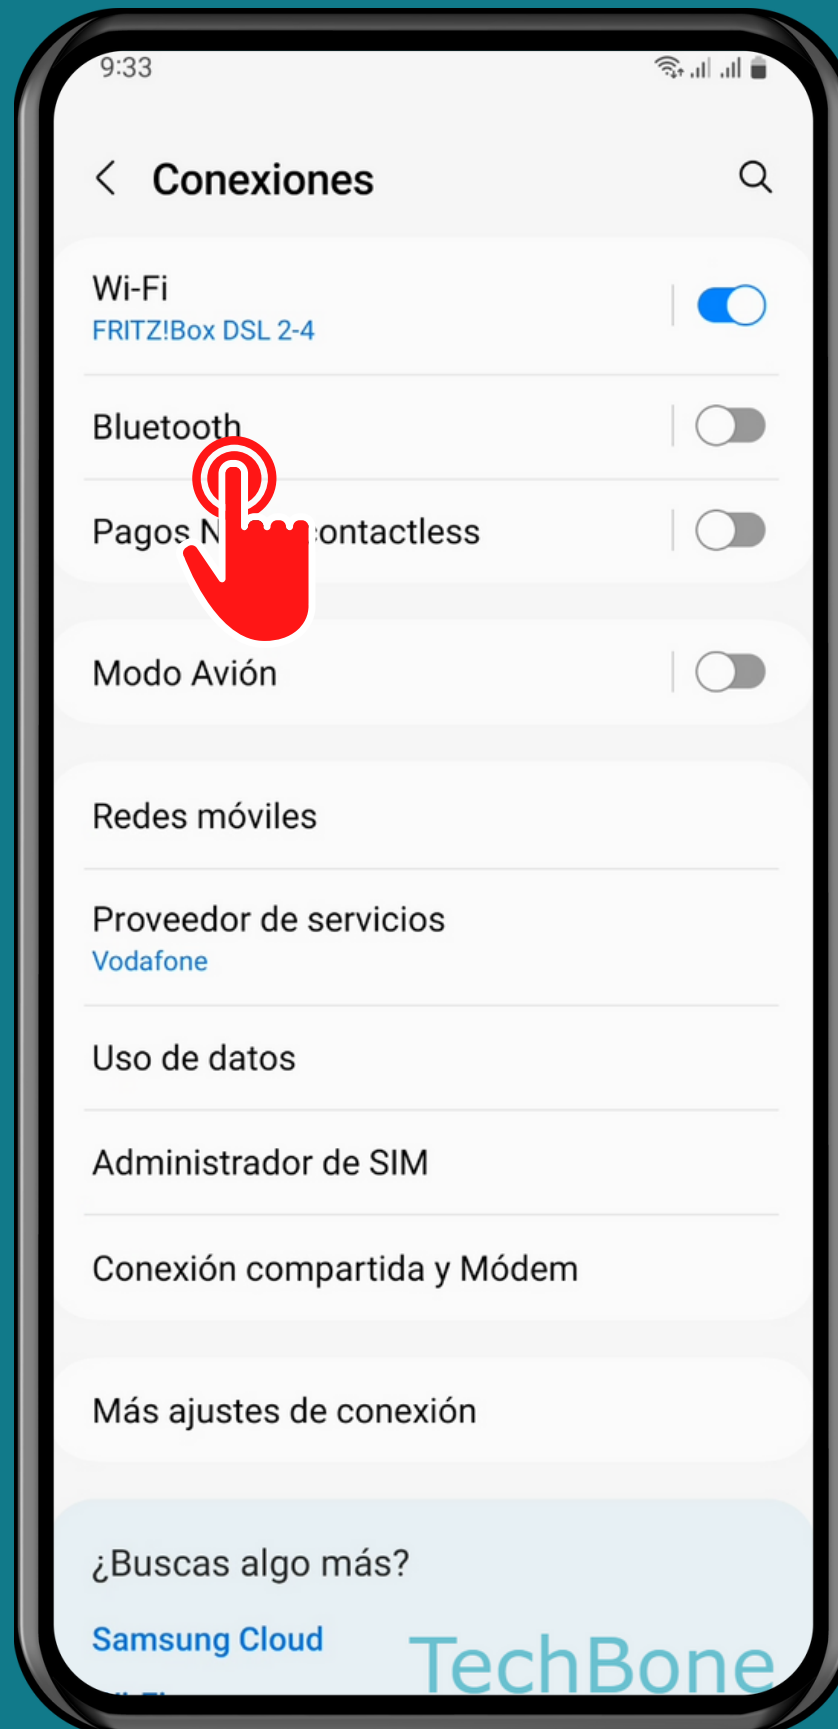 9:33
Conexiones
Wi-Fi
FRITZ!Box DSL 2-4
Bluetooth
Pagos
Modo Avión
Redes móviles
Proveedor de servicios
Vodafone
Uso de datos
Administrador de SIM
Conexión compartida y Módem
Más ajustes de conexión
¿Buscas algo más?
Samsung Cloud
TechBone